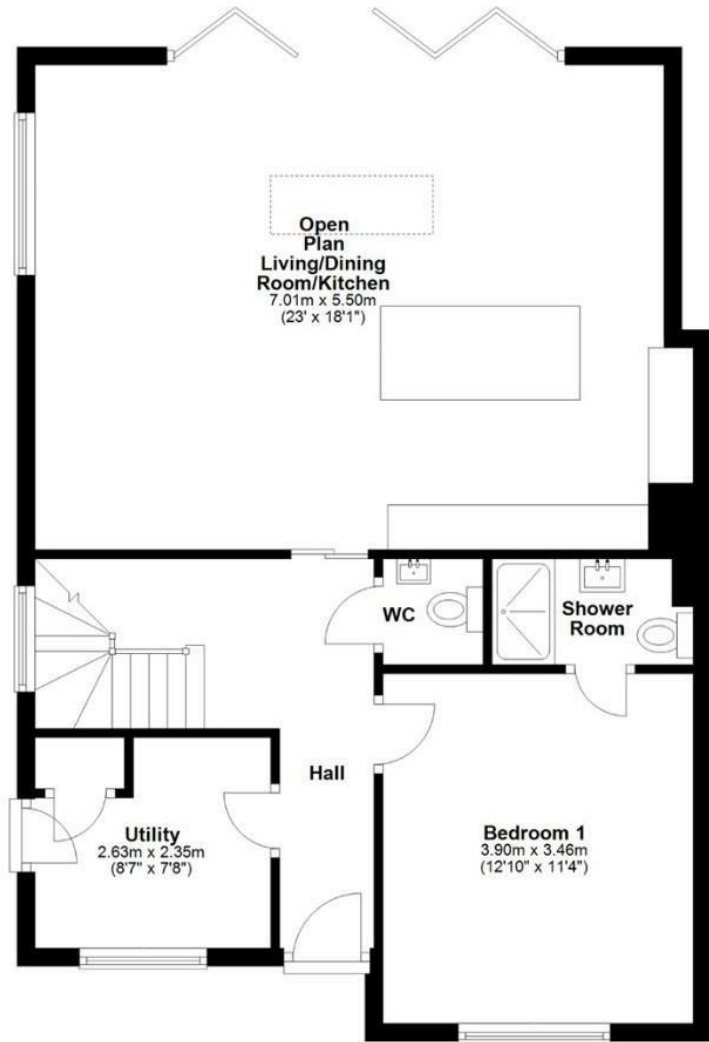 Open
Plan
Living/Dining
Room/Kitchen
7.01m x 5.50m
(23' x 18'1")
WC
Shower
Room
Hall
Utility
2.63m x 2.35m
(8'7" x 7'8")
Bedroom 1
3.90m x 3.46m
(12'10" x 11'4")